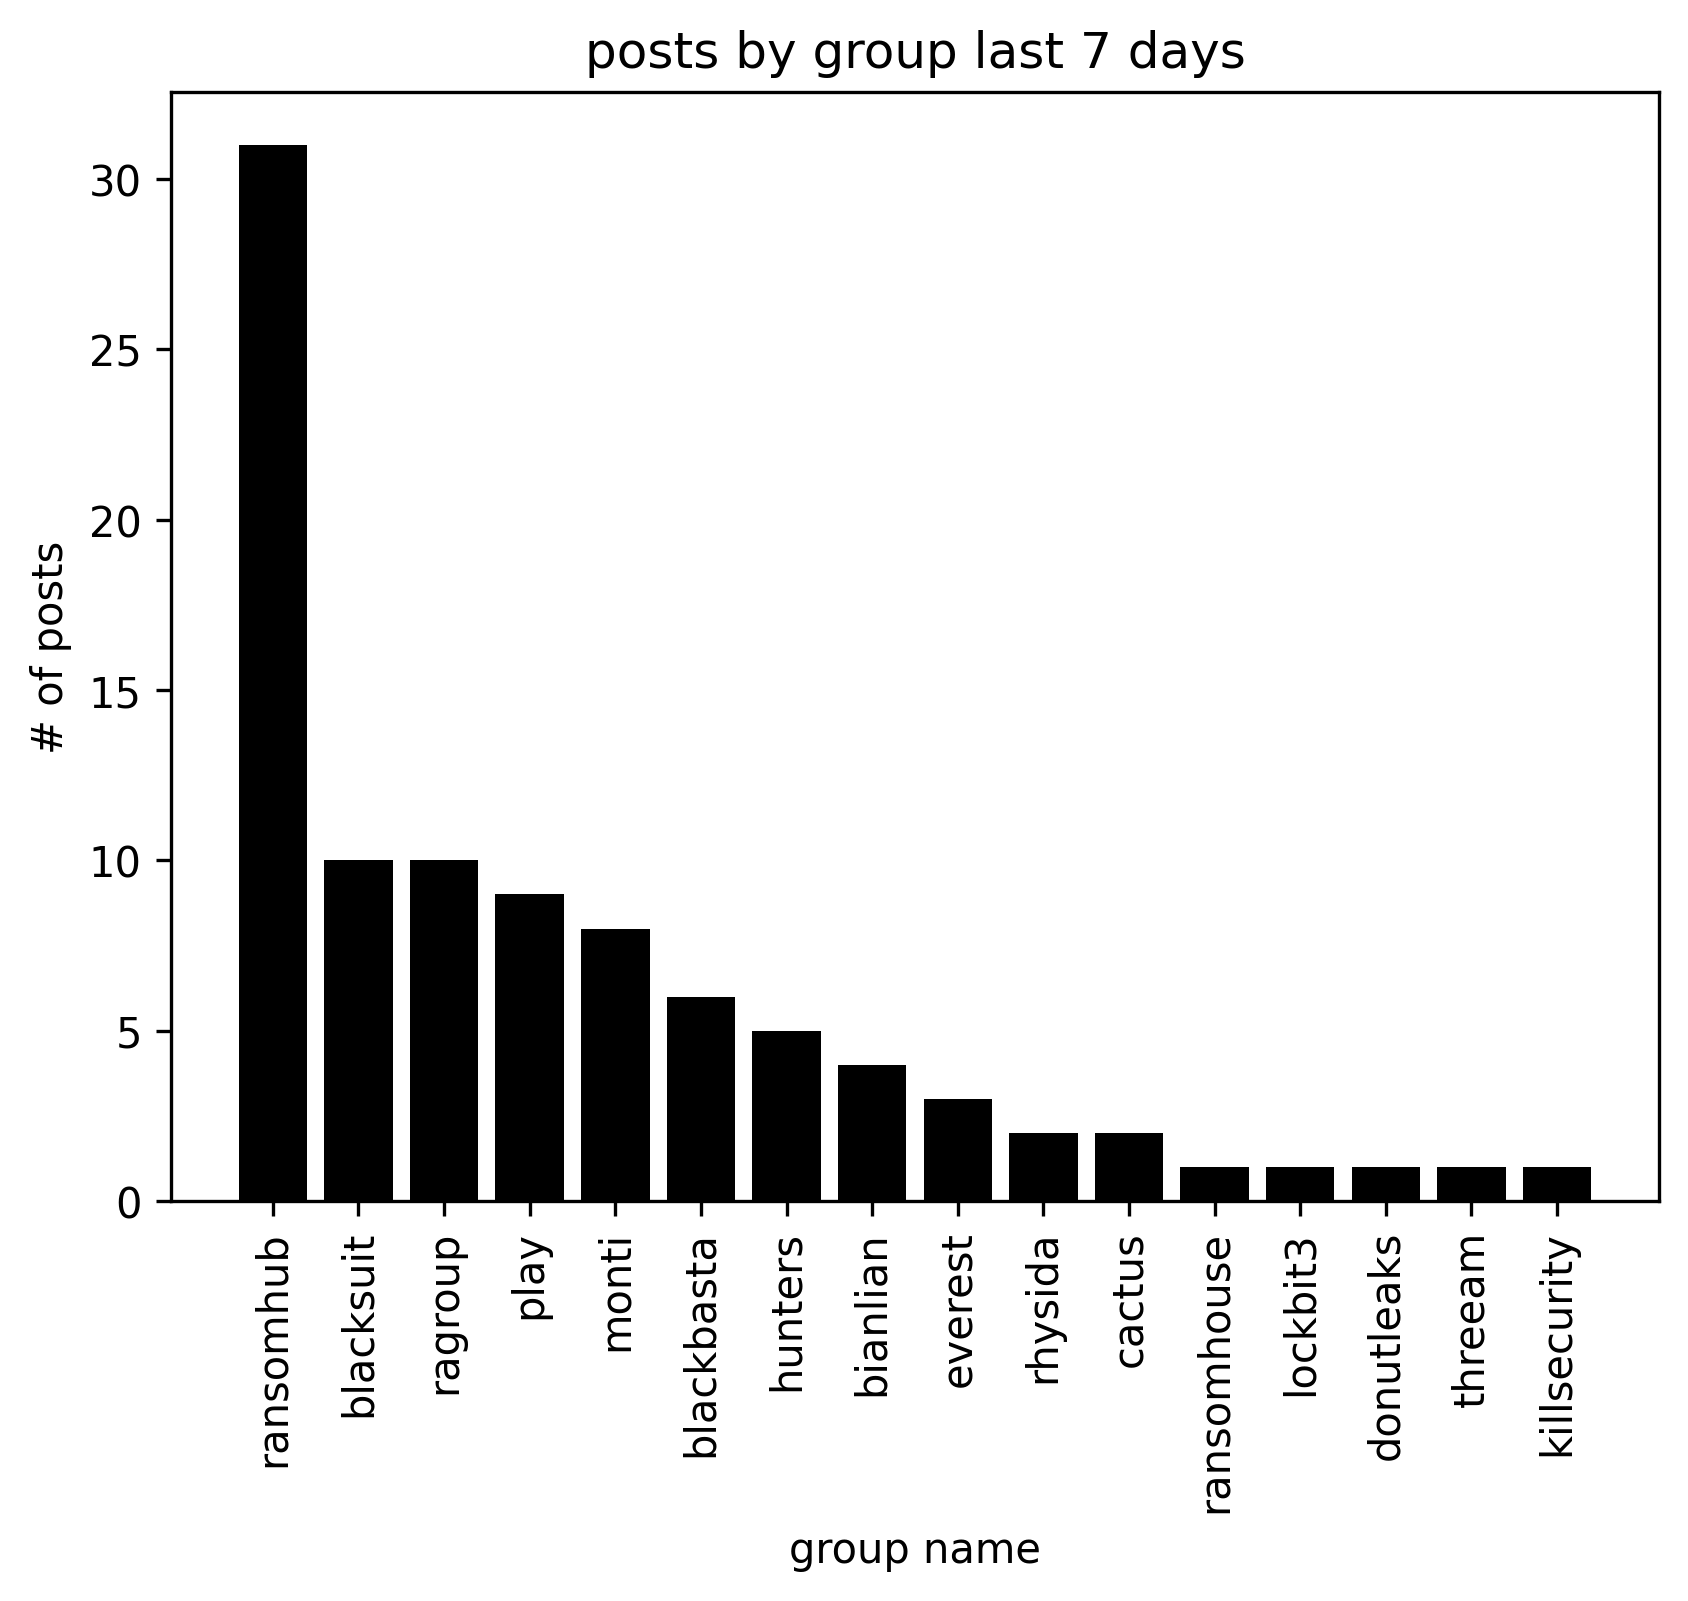 posts by group last 7 days
# of posts
30
25
20
15
10
5
0
ransomhub
blacksuit
ragroup
play
monti
blackbasta
hunters
bianlian
everest
rhysida
cactus
ransomhouse
lockbit3
donutleaks
threeam
killsecurity
group name